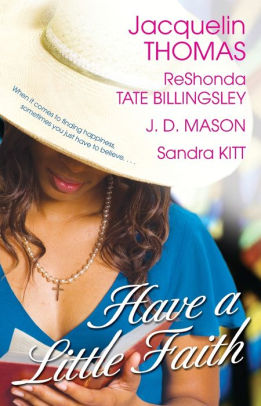 Jacquelin
THOMAS
ReShonda
TATE BILLINGSLEY
J. D. MASON
Sandra KITT
When it comes to finding happiness,
sometimes you just have to believe. . . .
Have a
Little Faith